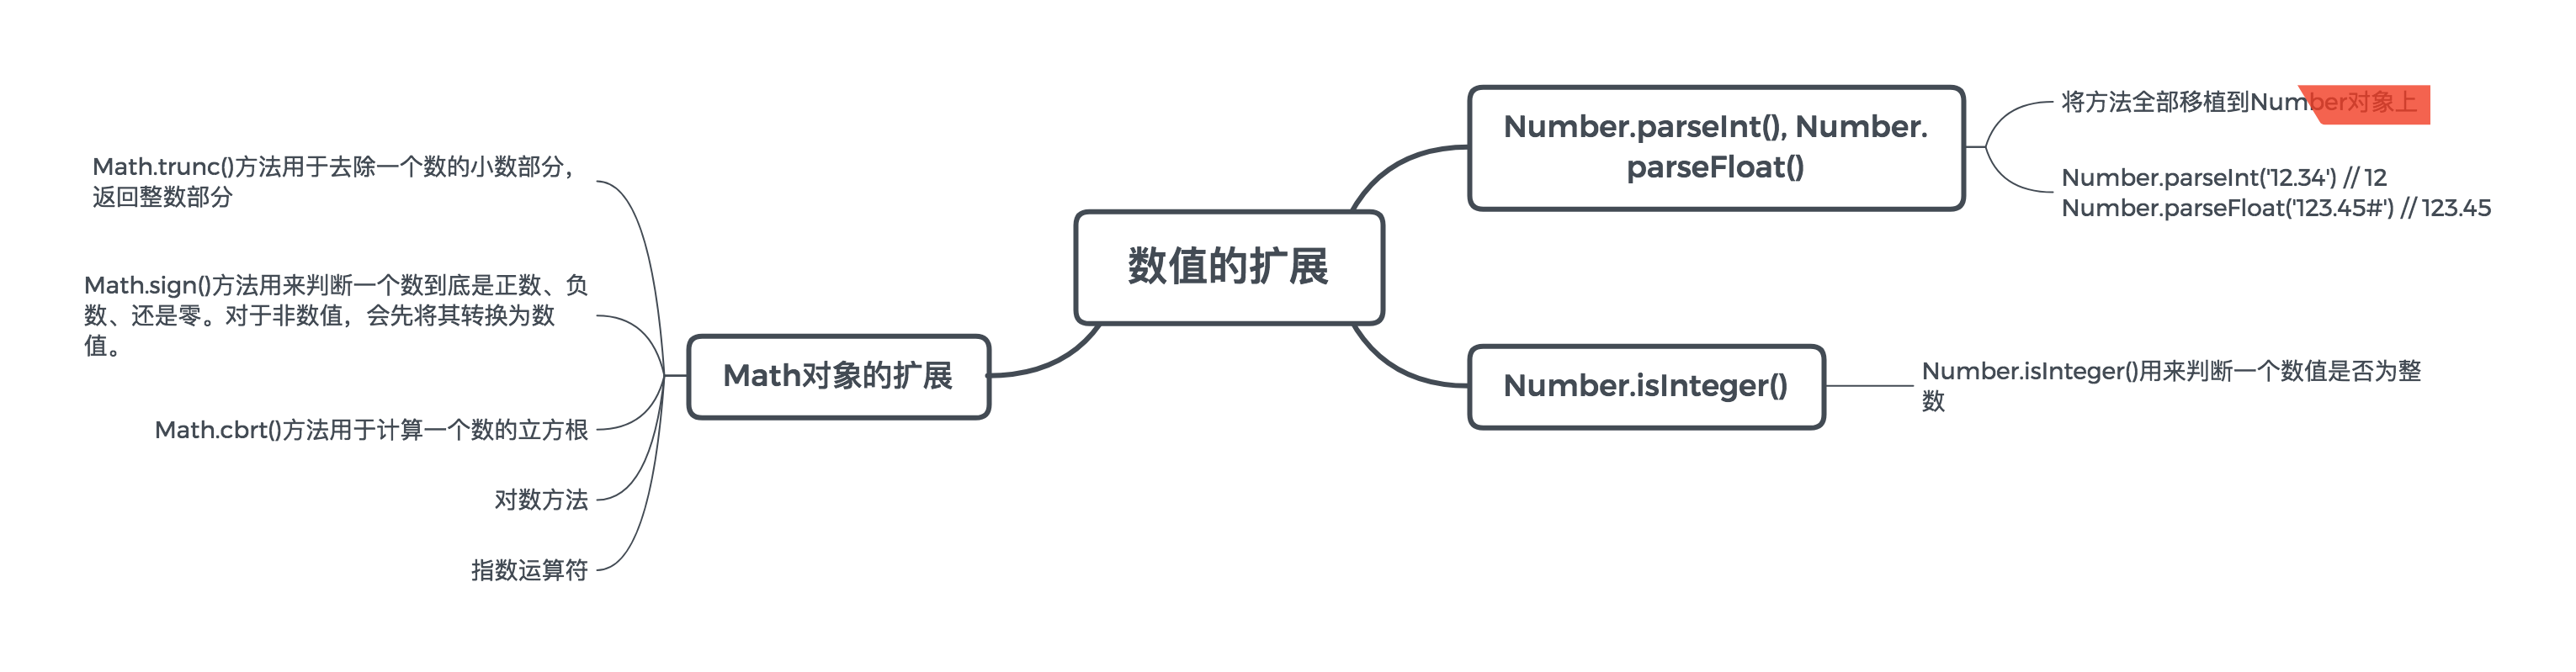 数值的扩展
Number.parseInt(), Number.
parseFloat()
将方法全部移植到Number对象上
Number.parseInt('12.34') // 12
Number.parseFloat('123.45#') // 123.45
Number.isInteger()
Number.isInteger()用来判断一个数值是否为整
数
Math对象的扩展
Math.trunc()方法用于去除一个数的小数部分，
返回整数部分
Math.sign()方法用来判断一个数到底是正数、负
数、还是零。对于非数值，会先将其转换为数
值。
Math.cbrt()方法用于计算一个数的立方根
对数方法
指数运算符